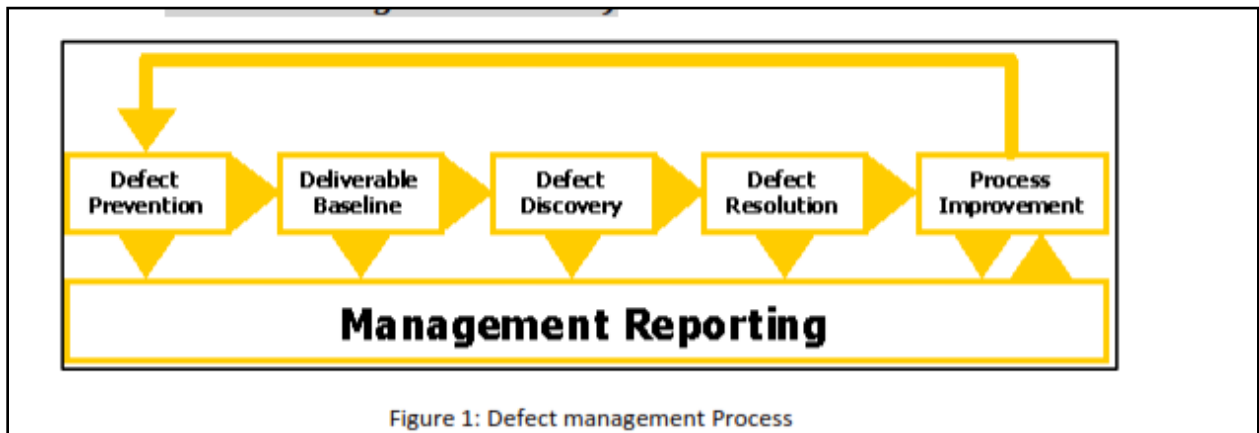 Defect
Prevention
Deliverable
Baseline
Defect
Discovery
Defect
Resolution
Process
Improvement
Management Reporting
Figure 1: Defect management Process